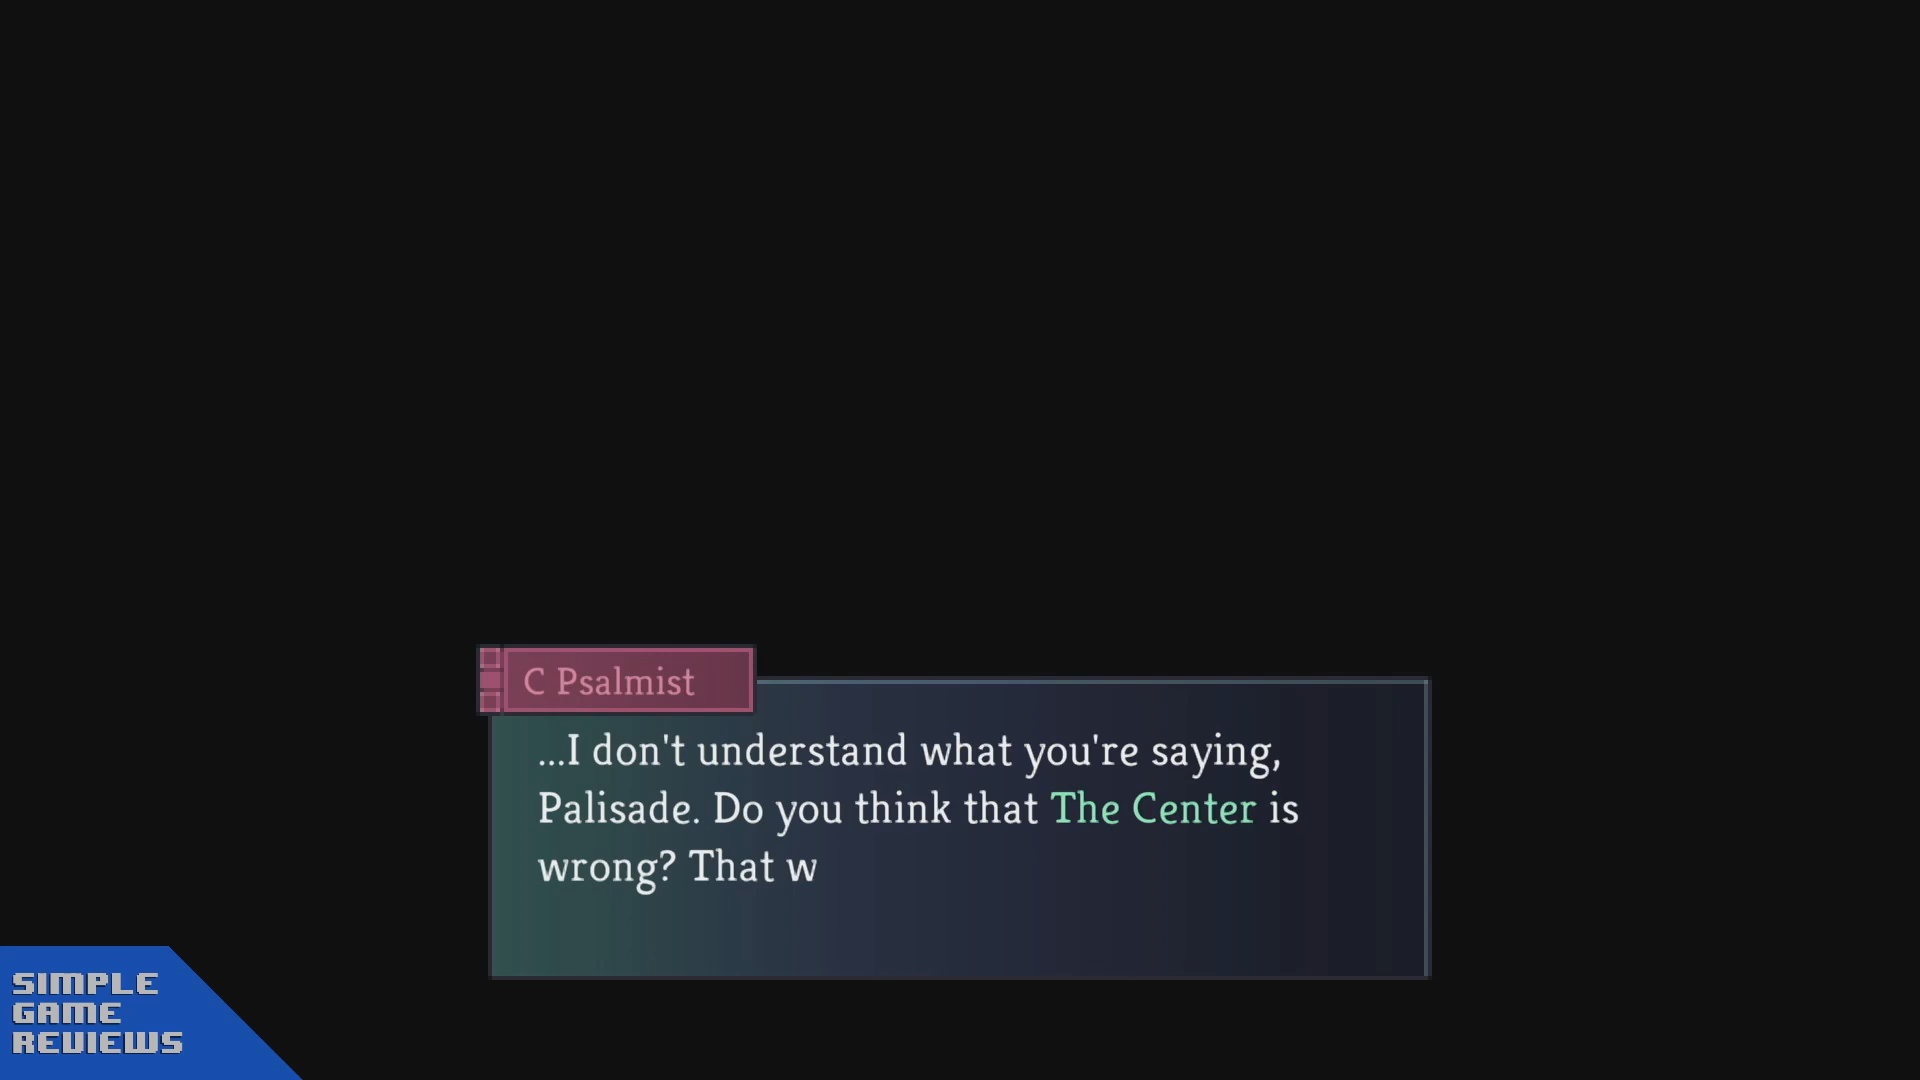 C Psalmist
...I don't understand what you're saying,
Palisade. Do you think that The Center is
wrong? That w
SIMPLE
GAME
REVIEWS